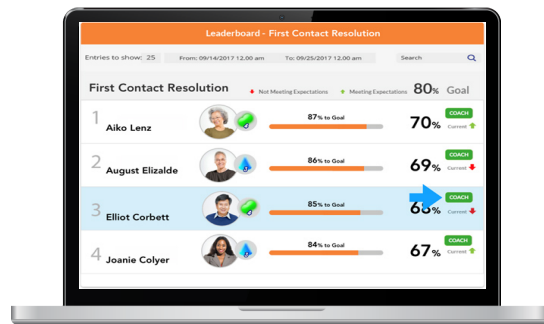 Leaderboard - First Contact Resolution
Entries to show: 25 From: 09/14/2017 12.00 am To: 09/25/2017 12.00 am Search
First Contact Resolution Not Meeting Expectations Meeting Expectations 80% Goal
1 Aiko Lenz 87% to Goal 70% COACH Current
2 August Elizalde 86% to Goal 69% COACH Current
3 Elliot Corbett 85% to Goal 68% COACH Current
4 Joanie Colyer 84% to Goal 67% COACH Current